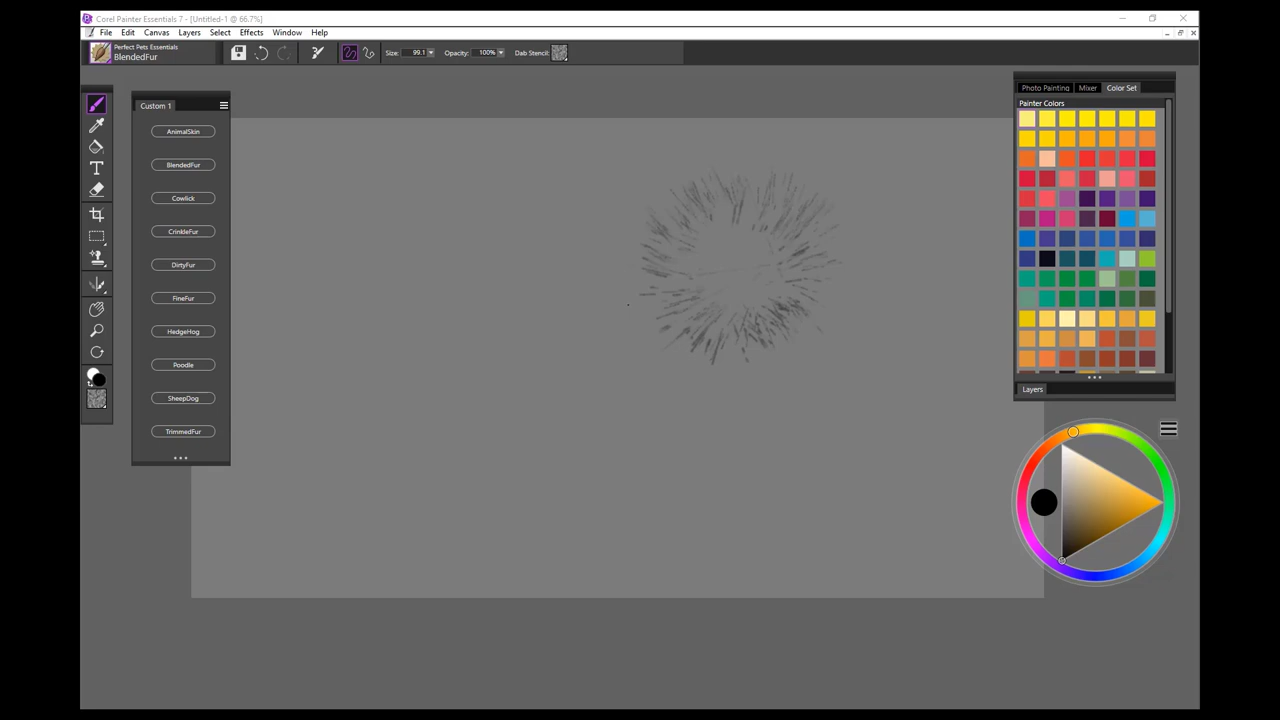 Corel Painter Essentials 7 - [Untitled-1 @ 66.7%]
File Edit Canvas Layers Select Effects Window Help
Perfect Pets Essentials
BlendedFur
Size: 99.1 Opacity: 100% Dab Stencil:
Custom 1
AnimalSkin
BlendedFur
Cowlick
CrinkleFur
DirtyFur
FineFur
HedgeHog
Poodle
SheepDog
TrimmedFur
Photo Painting Mixer Color Set
Painter Colors
Layers